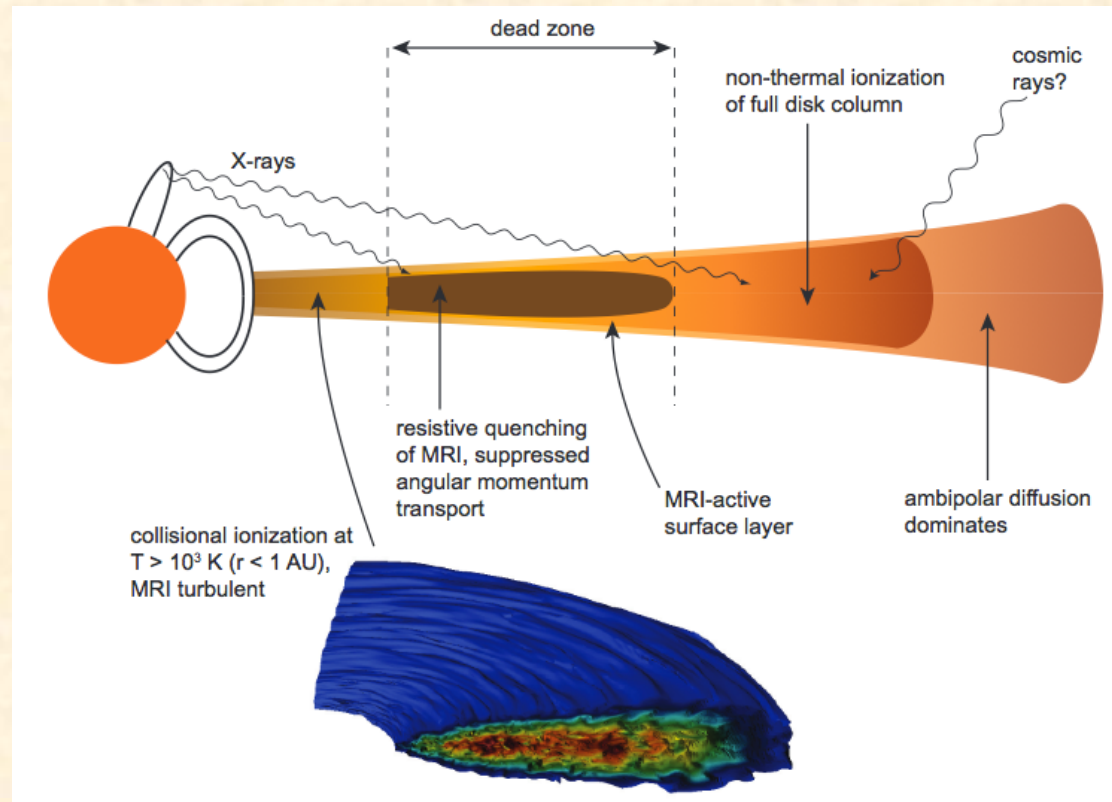 dead zone
cosmic
rays?
non-thermal ionization
of full disk column
X-rays
resistive quenching
of MRI, suppressed
angular momentum
transport
MRI-active
surface layer
ambipolar diffusion
dominates
collisional ionization at
T > 10³ K (r < 1 AU),
MRI turbulent